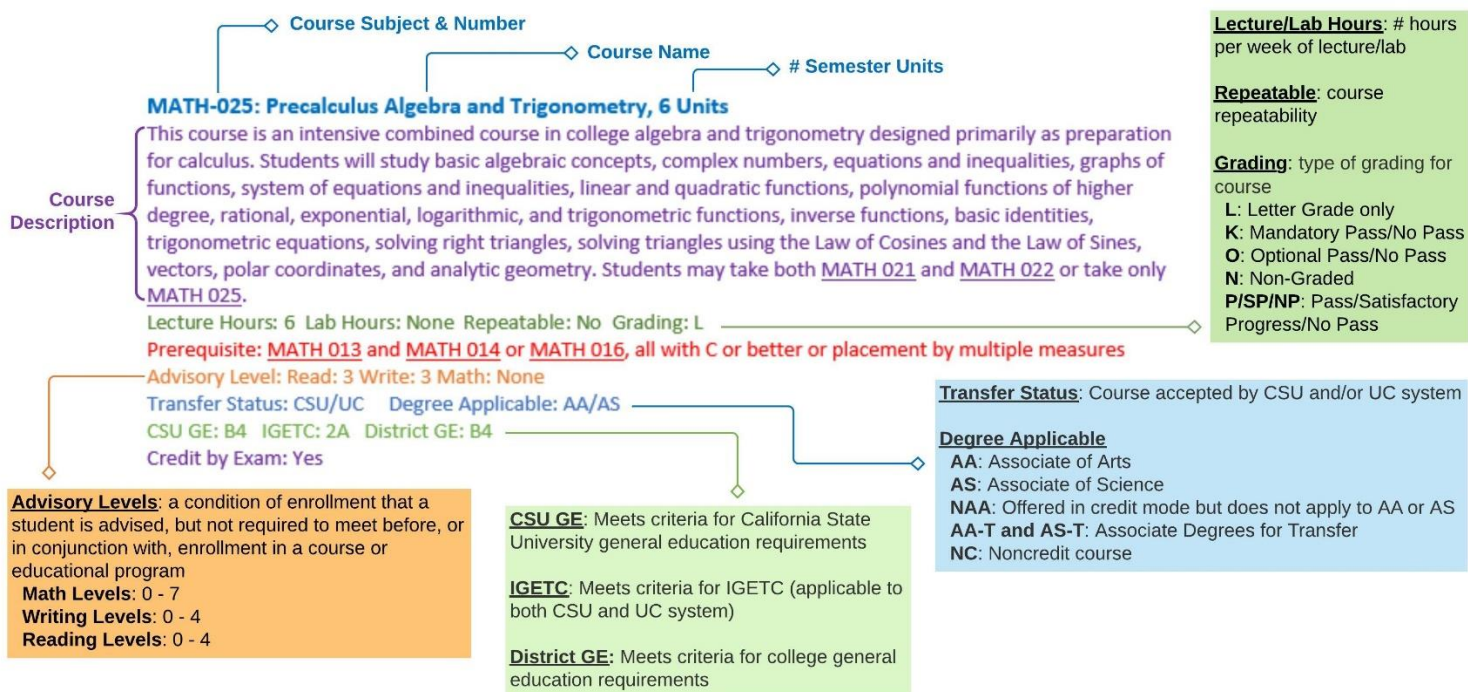 Course Subject & Number
Course Name
# Semester Units
MATH-025: Precalculus Algebra and Trigonometry, 6 Units
Course
Description
This course is an intensive combined course in college algebra and trigonometry designed primarily as preparation
for calculus. Students will study basic algebraic concepts, complex numbers, equations and inequalities, graphs of
functions, system of equations and inequalities, linear and quadratic functions, polynomial functions of higher
degree, rational, exponential, logarithmic, and trigonometric functions, inverse functions, basic identities,
trigonometric equations, solving right triangles, solving triangles using the Law of Cosines and the Law of Sines,
vectors, polar coordinates, and analytic geometry. Students may take both MATH 021 and MATH 022 or take only
MATH 025.
Lecture Hours: 6 Lab Hours: None Repeatable: No Grading: L
Prerequisite: MATH 013 and MATH 014 or MATH 016, all with C or better or placement by multiple measures
Advisory Level: Read: 3 Write: 3 Math: None
Transfer Status: CSU/UC Degree Applicable: AA/AS
CSU GE: B4 IGETC: 2A District GE: B4
Credit by Exam: Yes
Lecture/Lab Hours: # hours
per week of lecture/lab
Repeatable: course
repeatability
Grading: type of grading for
course
L: Letter Grade only
K: Mandatory Pass/No Pass
O: Optional Pass/No Pass
N: Non-Graded
P/SP/NP: Pass/Satisfactory
Progress/No Pass
Transfer Status: Course accepted by CSU and/or UC system
Degree Applicable
AA: Associate of Arts
AS: Associate of Science
NAA: Offered in credit mode but does not apply to AA or AS
AA-T and AS-T: Associate Degrees for Transfer
NC: Noncredit course
Advisory Levels: a condition of enrollment that a
student is advised, but not required to meet before, or
in conjunction with, enrollment in a course or
educational program
Math Levels: 0 - 7
Writing Levels: 0 - 4
Reading Levels: 0 - 4
CSU GE: Meets criteria for California State
University general education requirements
IGETC: Meets criteria for IGETC (applicable to
both CSU and UC system)
District GE: Meets criteria for college general
education requirements